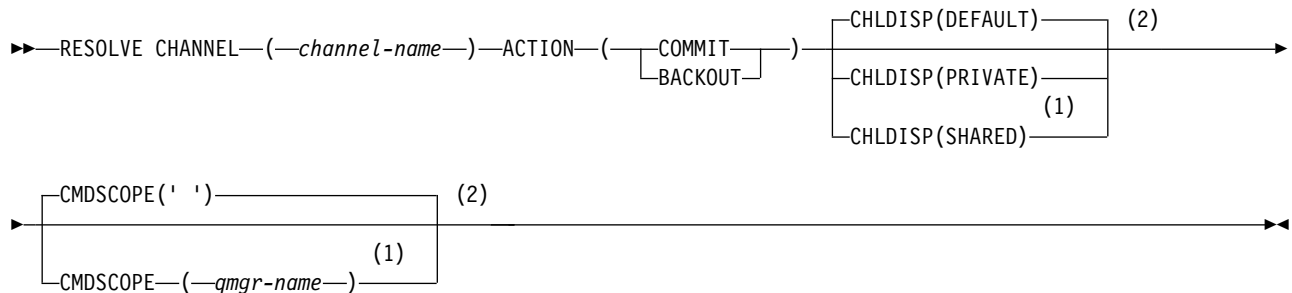 CHLDISP(DEFAULT) (2)
RESOLVE CHANNEL ( channel-name ) ACTION ( COMMIT )
BACKOUT
CHLDISP(PRIVATE)
(1)
CHLDISP(SHARED)
CMDSCOPE(' ') (2)
(1)
CMDSCOPE ( qmgr-name )